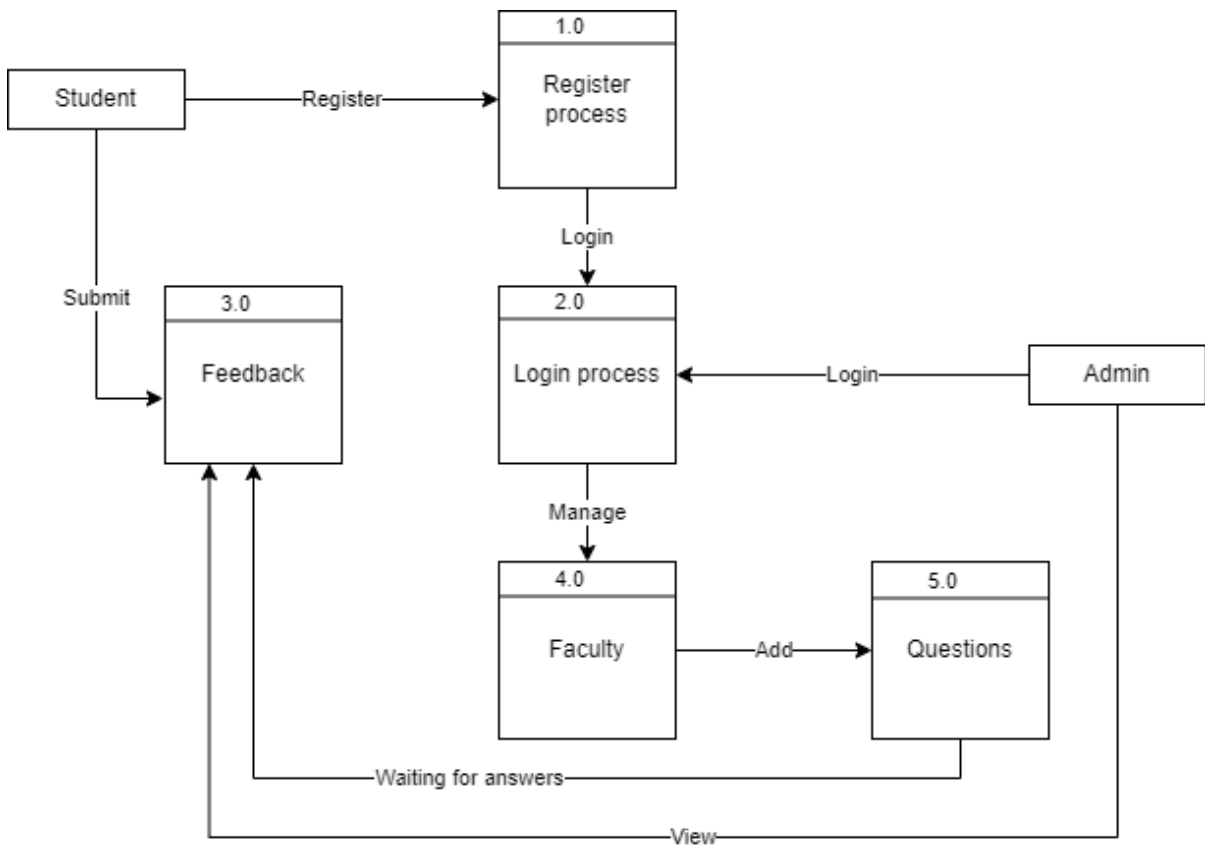 1.0
Student
Register
Register
process
Login
Submit
3.0
2.0
Feedback
Login process
Login
Admin
Manage
4.0
5.0
Faculty
Add
Questions
Waiting for answers
View